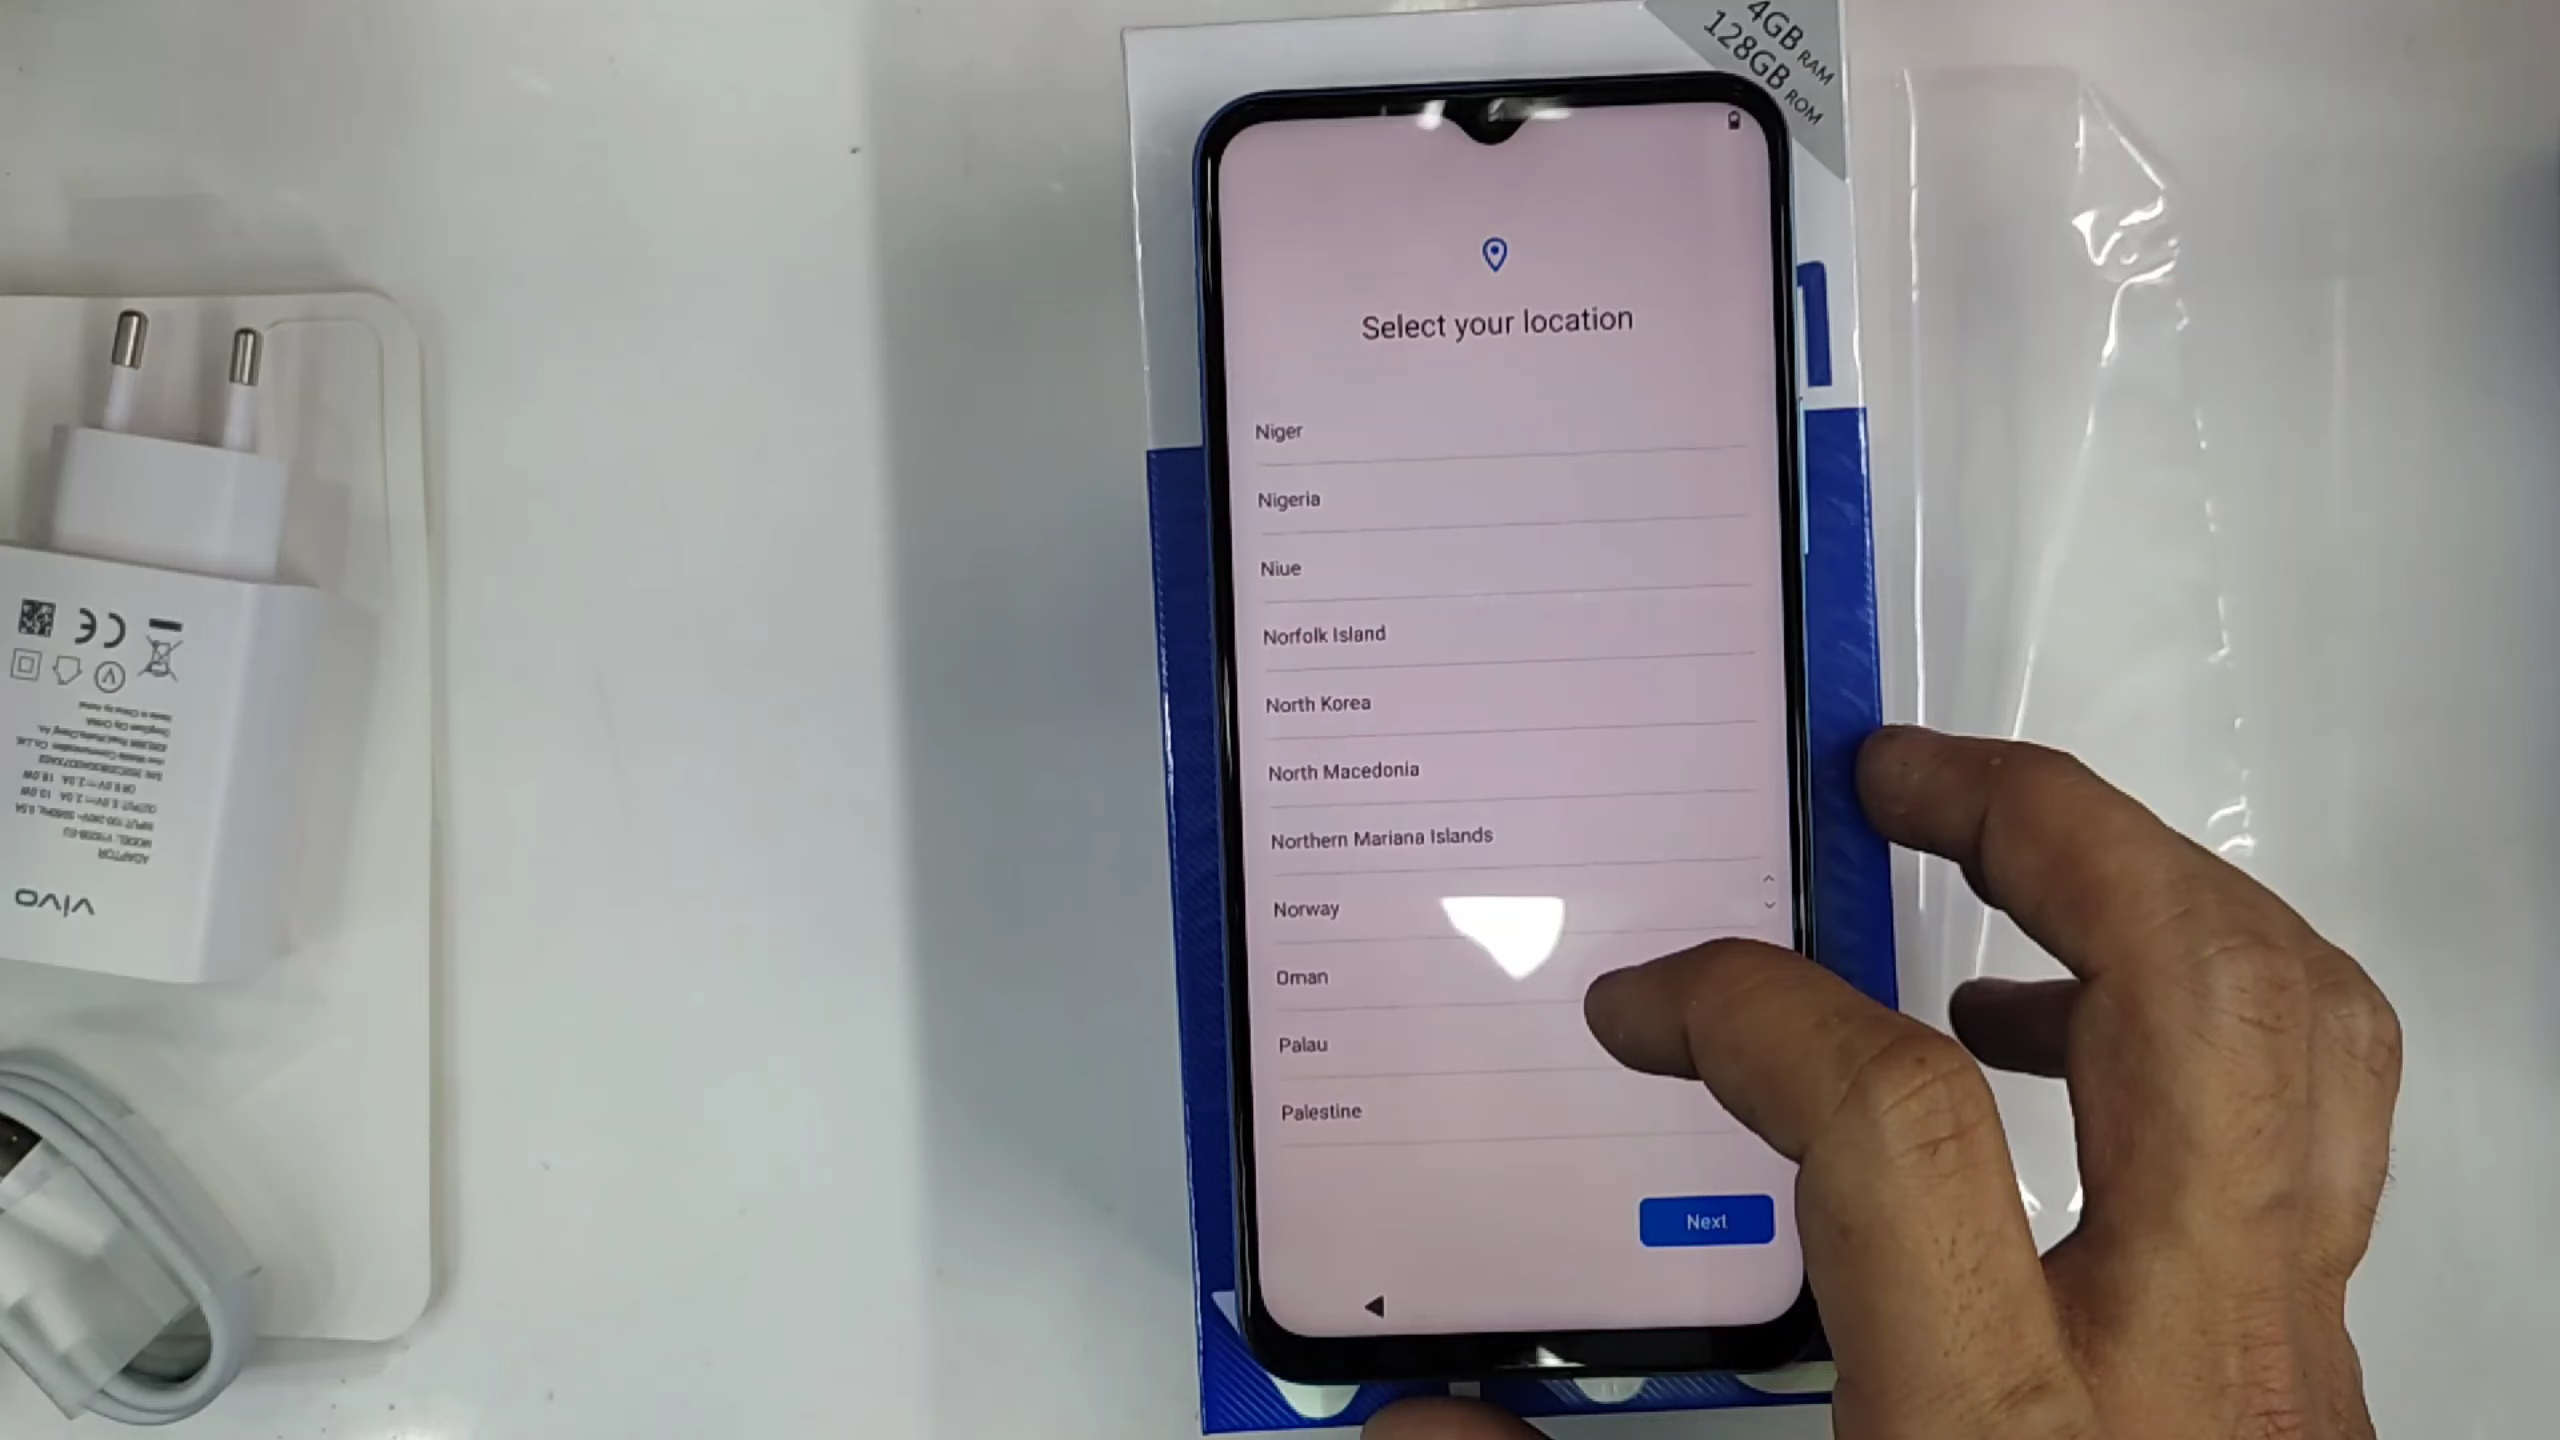 4GB RAM
128GB ROM
Select your location
Niger
Nigeria
Niue
Norfolk Island
North Korea
North Macedonia
Northern Mariana Islands
Norway
Oman
Palau
Palestine
Next
vivo
ADAPTOR